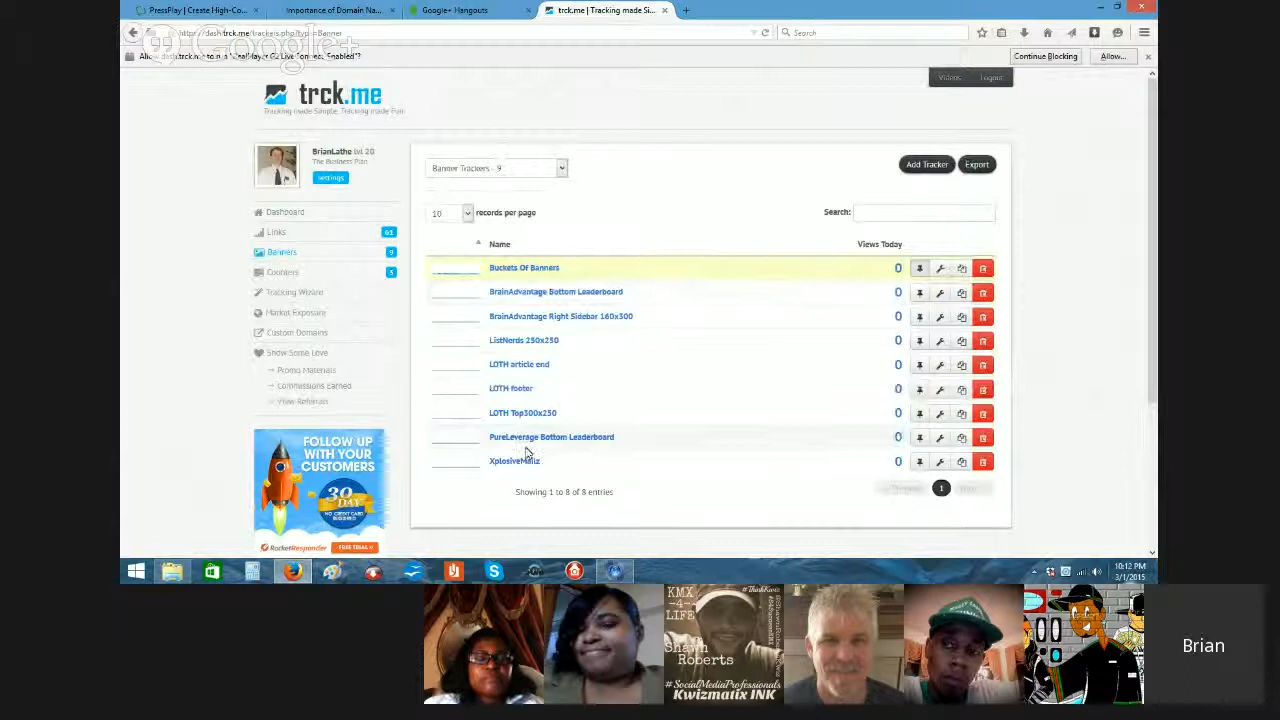 PressPlay | Create High-Co...
Importance of Domain Na...
Google+ Hangouts
trck.me | Tracking made Si...
Google+
Search
Continue Blocking
Allow...
trck.me
Tracking made Simple, Tracking made Fun
Videos
Logout
BrianLathe lvl 20
The Business Plan
settings
Dashboard
Links 61
Banners 9
Counters 3
Tracking Wizard
Market Exposure
Custom Domains
Show Some Love
Promo Materials
Commissions Earned
View Referrals
FOLLOW UP
WITH YOUR
CUSTOMERS
30
DAY
NO CREDIT CARD
RocketResponder
FREE TRIAL
Banner Trackers - 9
Add Tracker
Export
10 records per page
Search:
Name
Views Today
Buckets Of Banners 0
BrainAdvantage Bottom Leaderboard 0
BrainAdvantage Right Sidebar 160x300 0
ListNerds 250x250 0
LOTH article end 0
LOTH footer 0
LOTH Top300x250 0
PureLeverage Bottom Leaderboard 0
XplosiveMailz 0
Showing 1 to 8 of 8 entries
1
10:12 PM
3/1/2015
KMX
-4-
LIFE
#ThinkKwiz
Shawn
Roberts
#SocialMediaProfessionals
Kwizmatix INK
Brian